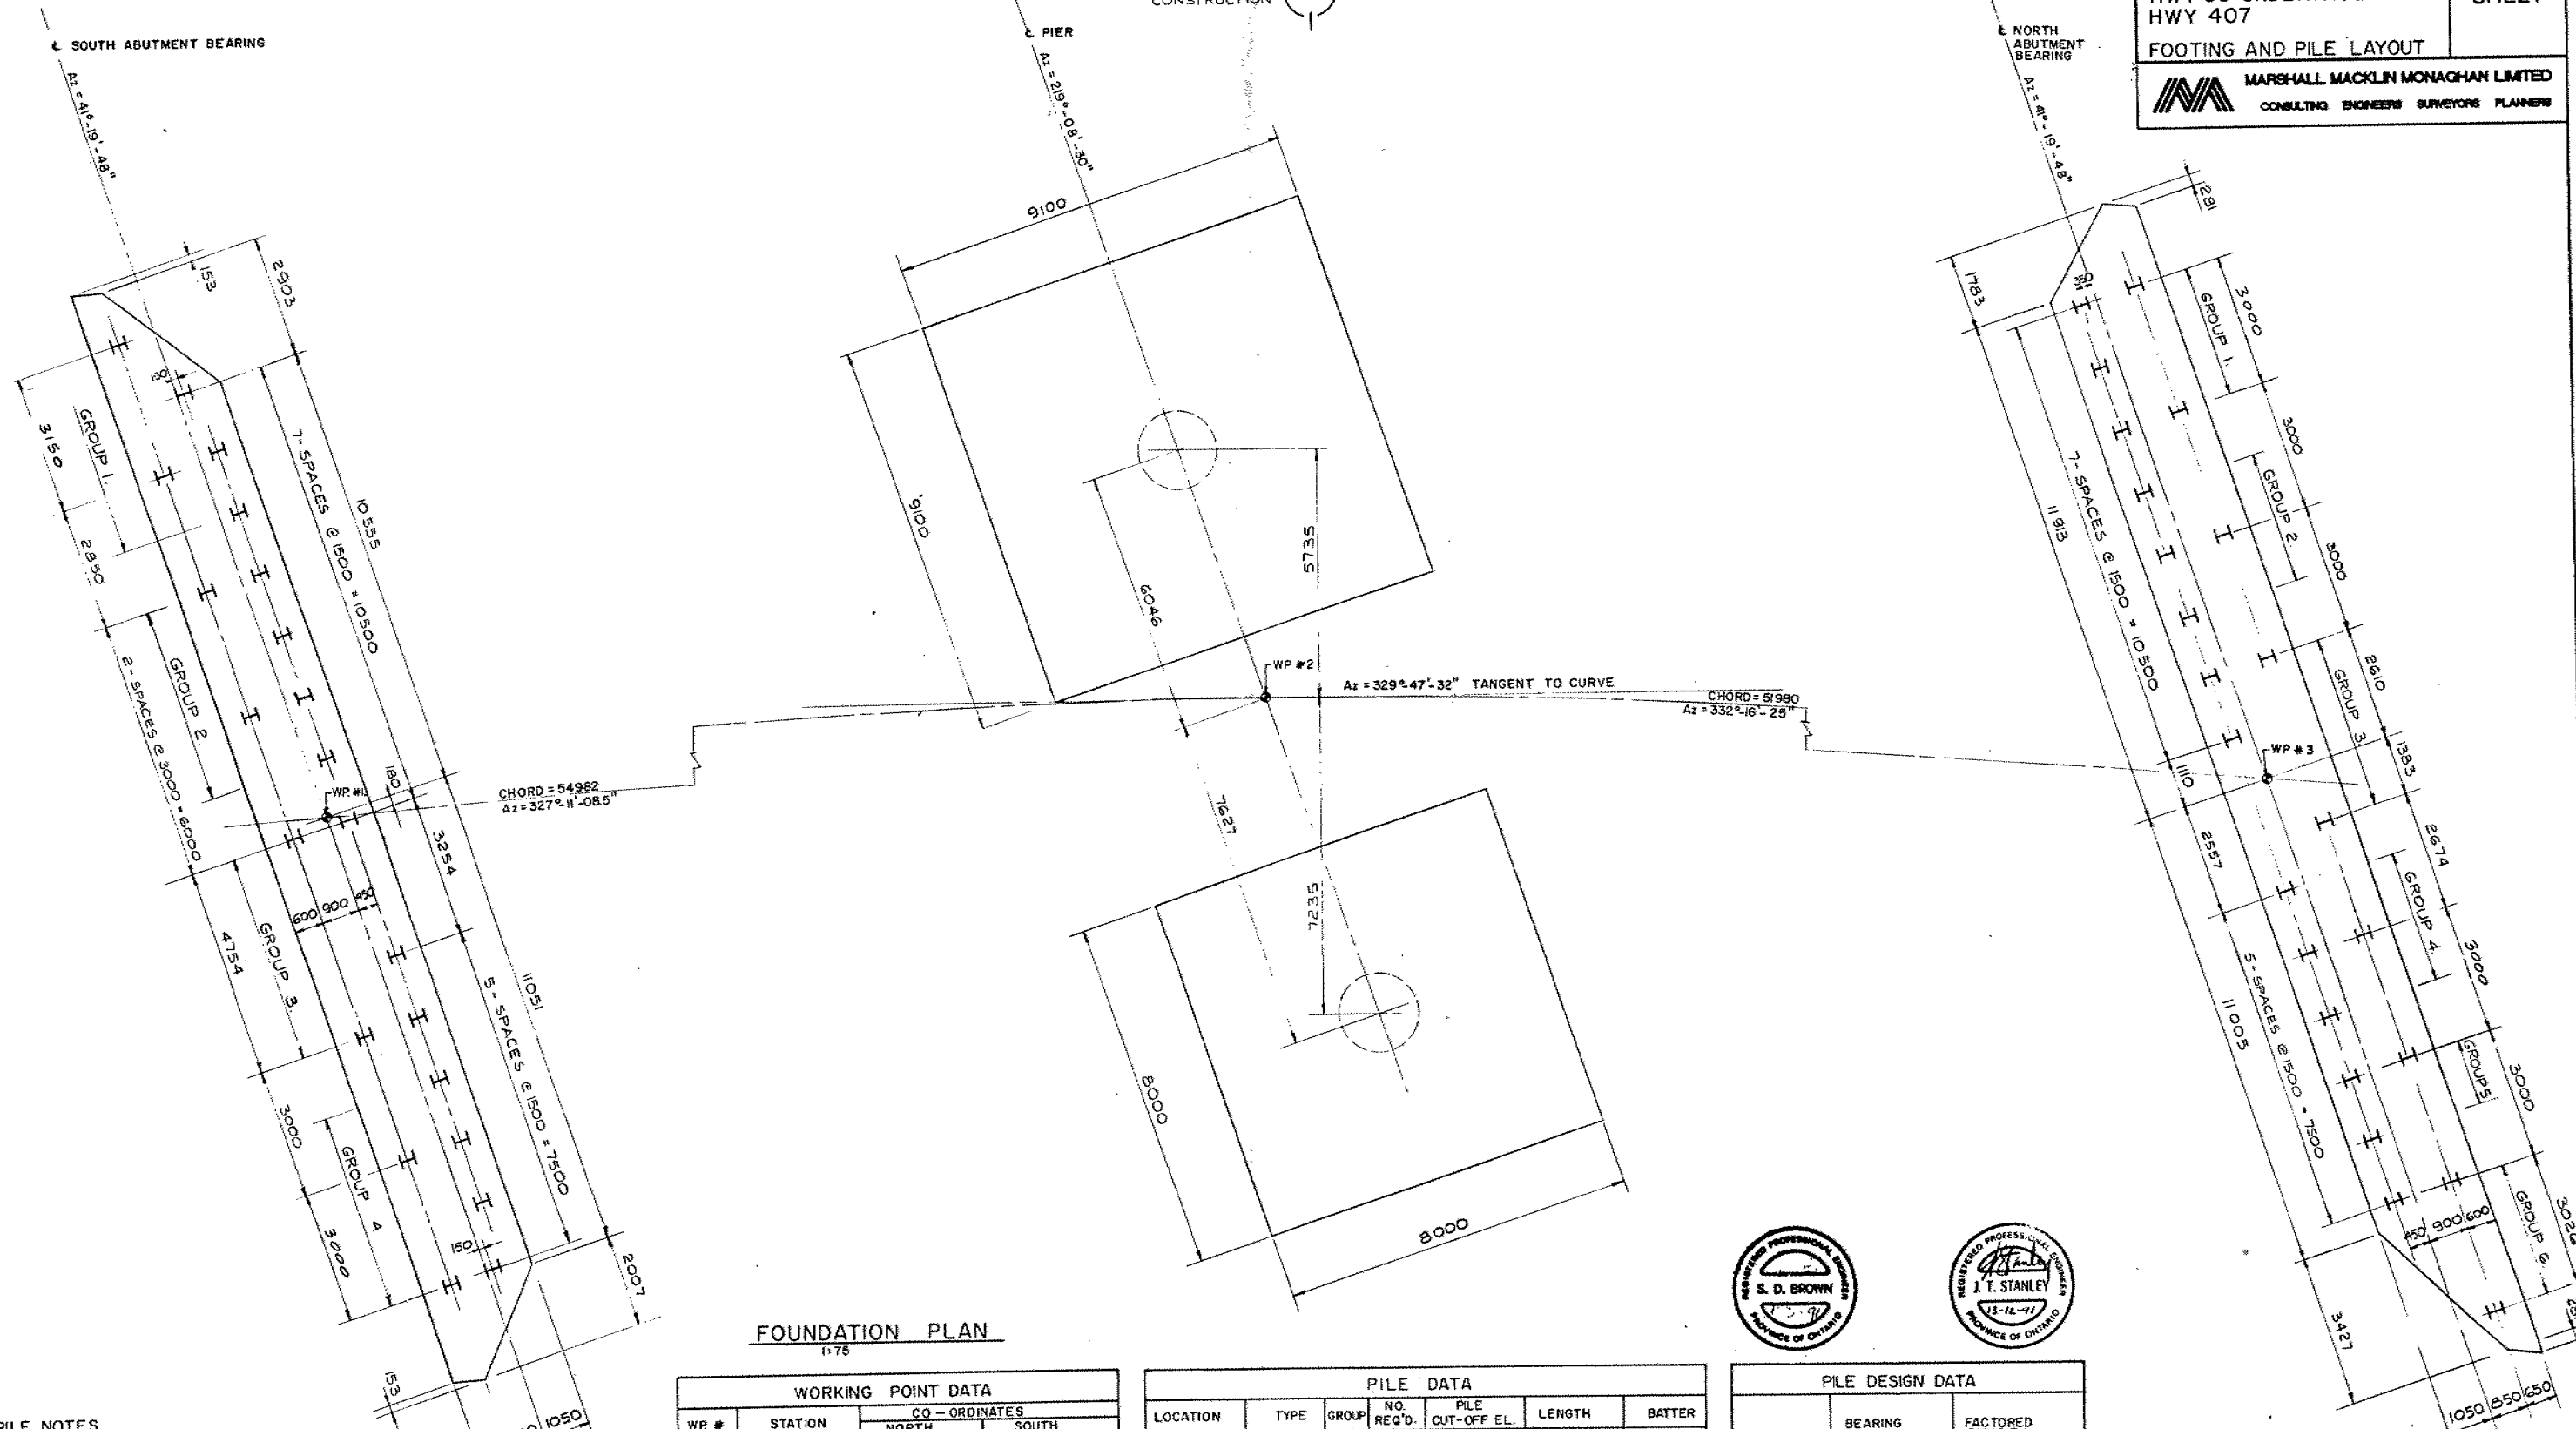 ℄ SOUTH ABUTMENT BEARING
Az = 41°-19'-48"
CONSTRUCTION
℄ PIER
Az = 219°-08'-30"
℄ NORTH
ABUTMENT
BEARING
Az = 41°-19'-48"
HWY 407
SHEET
FOOTING AND PILE LAYOUT
MARSHALL MACKLIN MONAGHAN LIMITED
CONSULTING ENGINEERS SURVEYORS PLANNERS
153
2903
150
3150
GROUP 1.
2850
7-SPACES @ 1500 = 10500
10555
GROUP 2.
2-SPACES @ 3000 = 6000
WP. #1
180
CHORD = 54982
Az = 327°-11'-08.5"
3254
600 900 450
4754
GROUP 3.
11051
5-SPACES @ 1500 = 7500
3000
GROUP 4
3000
150
2007
153
1050
9100
9100
6046
5735
WP #2
Az = 329°-47'-32" TANGENT TO CURVE
CHORD = 51980
Az = 332°-16'-25"
7627
7235
8000
8000
281
1783
350
GROUP 1.
3000
3000
GROUP 2.
3000
7-SPACES @ 1500 = 10500
11913
2610
GROUP 3
1383
WP #3
1110
2557
2674
GROUP 4.
3000
5-SPACES @ 1500 = 7500
11005
GROUP 5
3000
450 900 600
GROUP 6.
3427
1050 850 650
S. D. BROWN
REGISTERED PROFESSIONAL ENGINEER
PROVINCE OF ONTARIO
REGISTERED PROFESSIONAL ENGINEER
J. T. STANLEY
13-12-91
PROVINCE OF ONTARIO
FOUNDATION PLAN
1:75
PILE NOTES
WORKING POINT DATA
WP. # STATION CO-ORDINATES
NORTH SOUTH
PILE DATA
LOCATION TYPE GROUP NO. REQ'D. PILE CUT-OFF EL. LENGTH BATTER
PILE DESIGN DATA
BEARING FACTORED